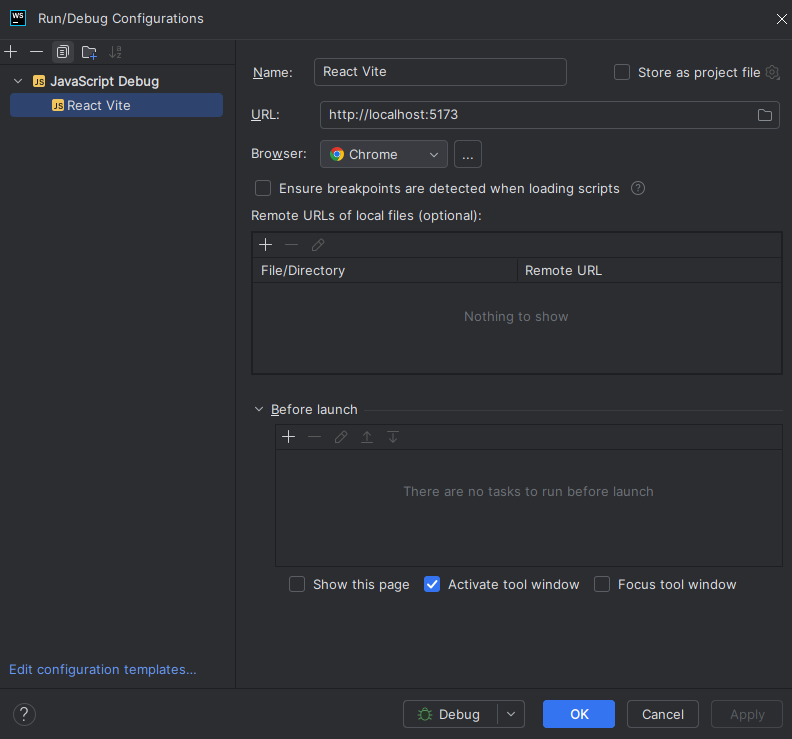 WS
Run/Debug Configurations
JavaScript Debug
React Vite
Edit configuration templates...
Name: React Vite Store as project file
URL: http://localhost:5173
Browser: Chrome ...
Ensure breakpoints are detected when loading scripts ?
Remote URLs of local files (optional):
File/Directory Remote URL
Nothing to show
Before launch
There are no tasks to run before launch
Show this page Activate tool window Focus tool window
? Debug OK Cancel Apply